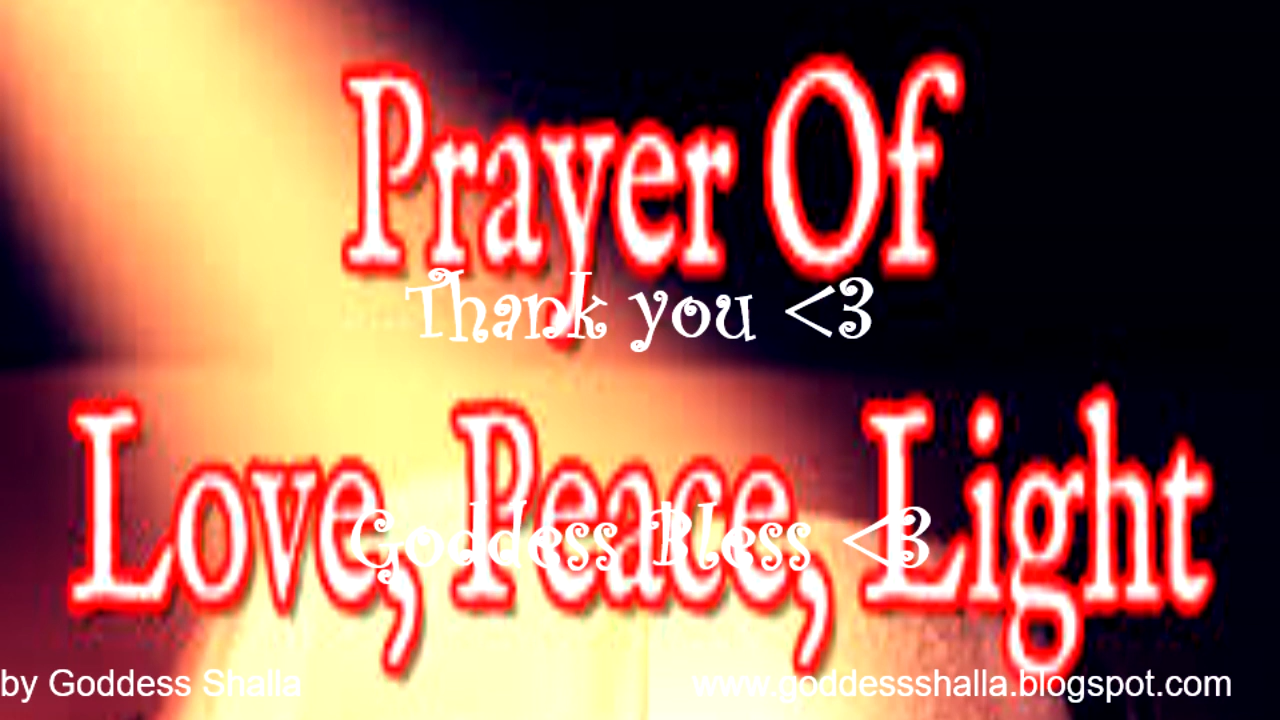 Prayer Of
Thank you <3
Love, Peace, Light
Goddess Bless <3
by Goddess Shalla
www.goddessshalla.blogspot.com